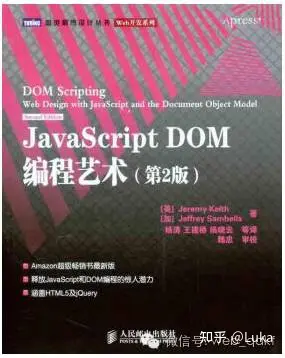 TURING 图灵程序设计丛书 Web开发系列
Apress
DOM Scripting
Web Design with JavaScript and the Document Object Model
Second Edition
JavaScript DOM
编程艺术(第2版)
[英] Jeremy Keith
[加] Jeffrey Sambells 著
杨涛 王建桥 杨晓云 等译
魏忠 审校
Amazon超级畅销书最新版
释放JavaScript和DOM编程的惊人潜力
涵盖HTML5及jQuery
人民邮电出版社
POSTS & TELECOM PRESS
知乎 @Luka